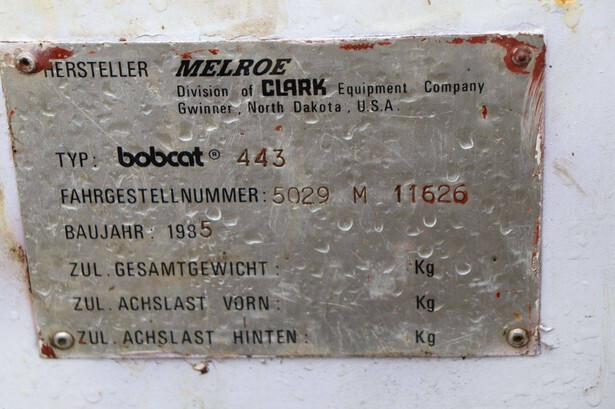 HERSTELLER MELROE
Division of CLARK Equipment Company
Gwinner, North Dakota, U.S.A.
TYP: bobcat® 443
FAHRGESTELLNUMMER: 5029 M 11626
BAUJAHR: 1985
ZUL. GESAMTGEWICHT: Kg
ZUL. ACHSLAST VORN: Kg
ZUL. ACHSLAST HINTEN: Kg